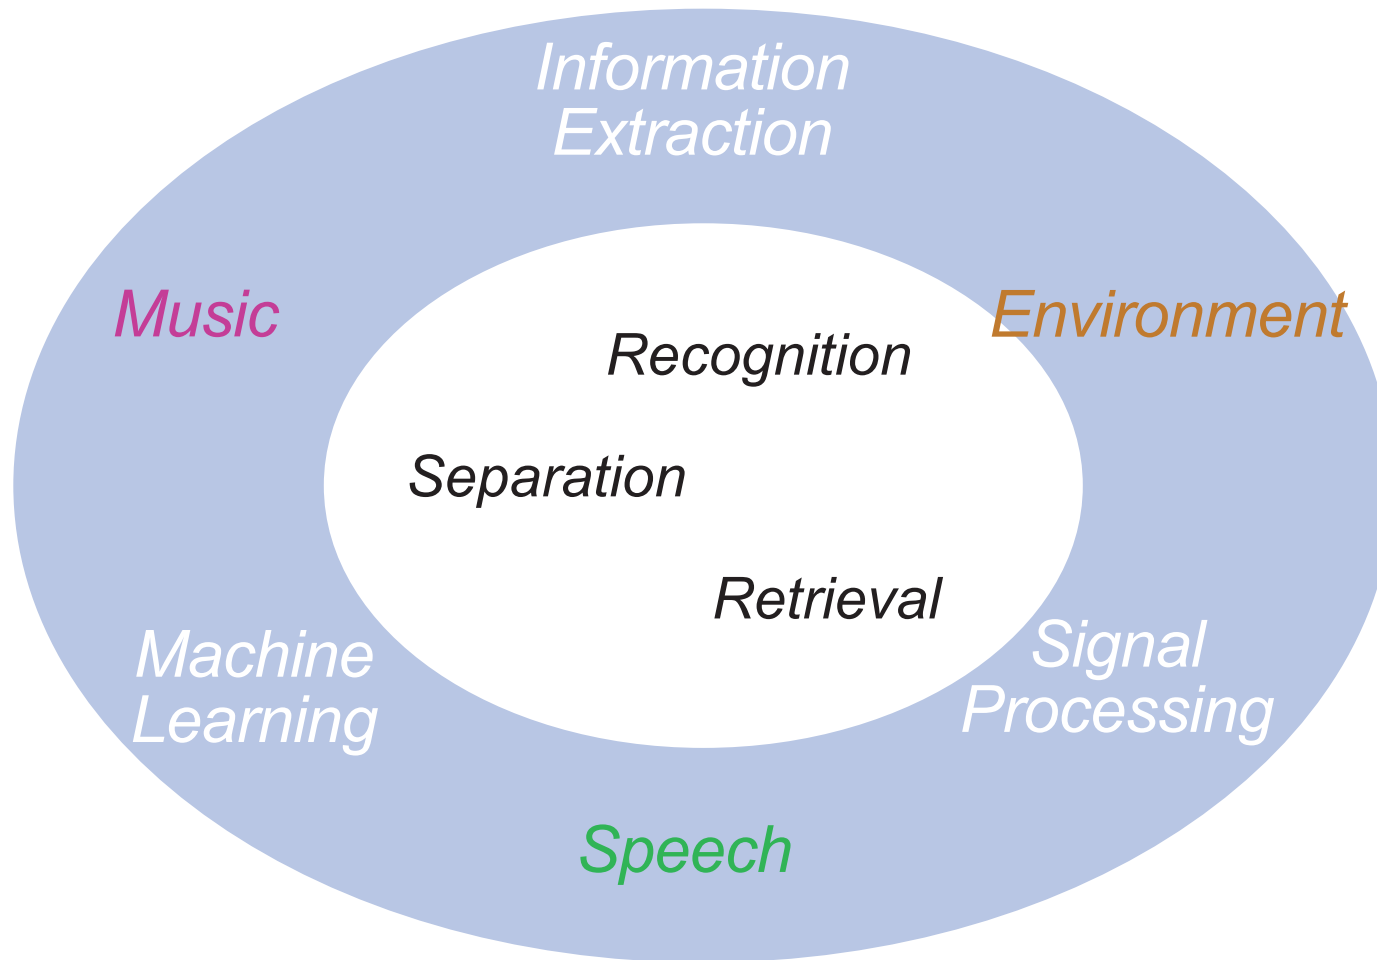 Information
Extraction
Music
Environment
Recognition
Separation
Retrieval
Machine
Learning
Signal
Processing
Speech